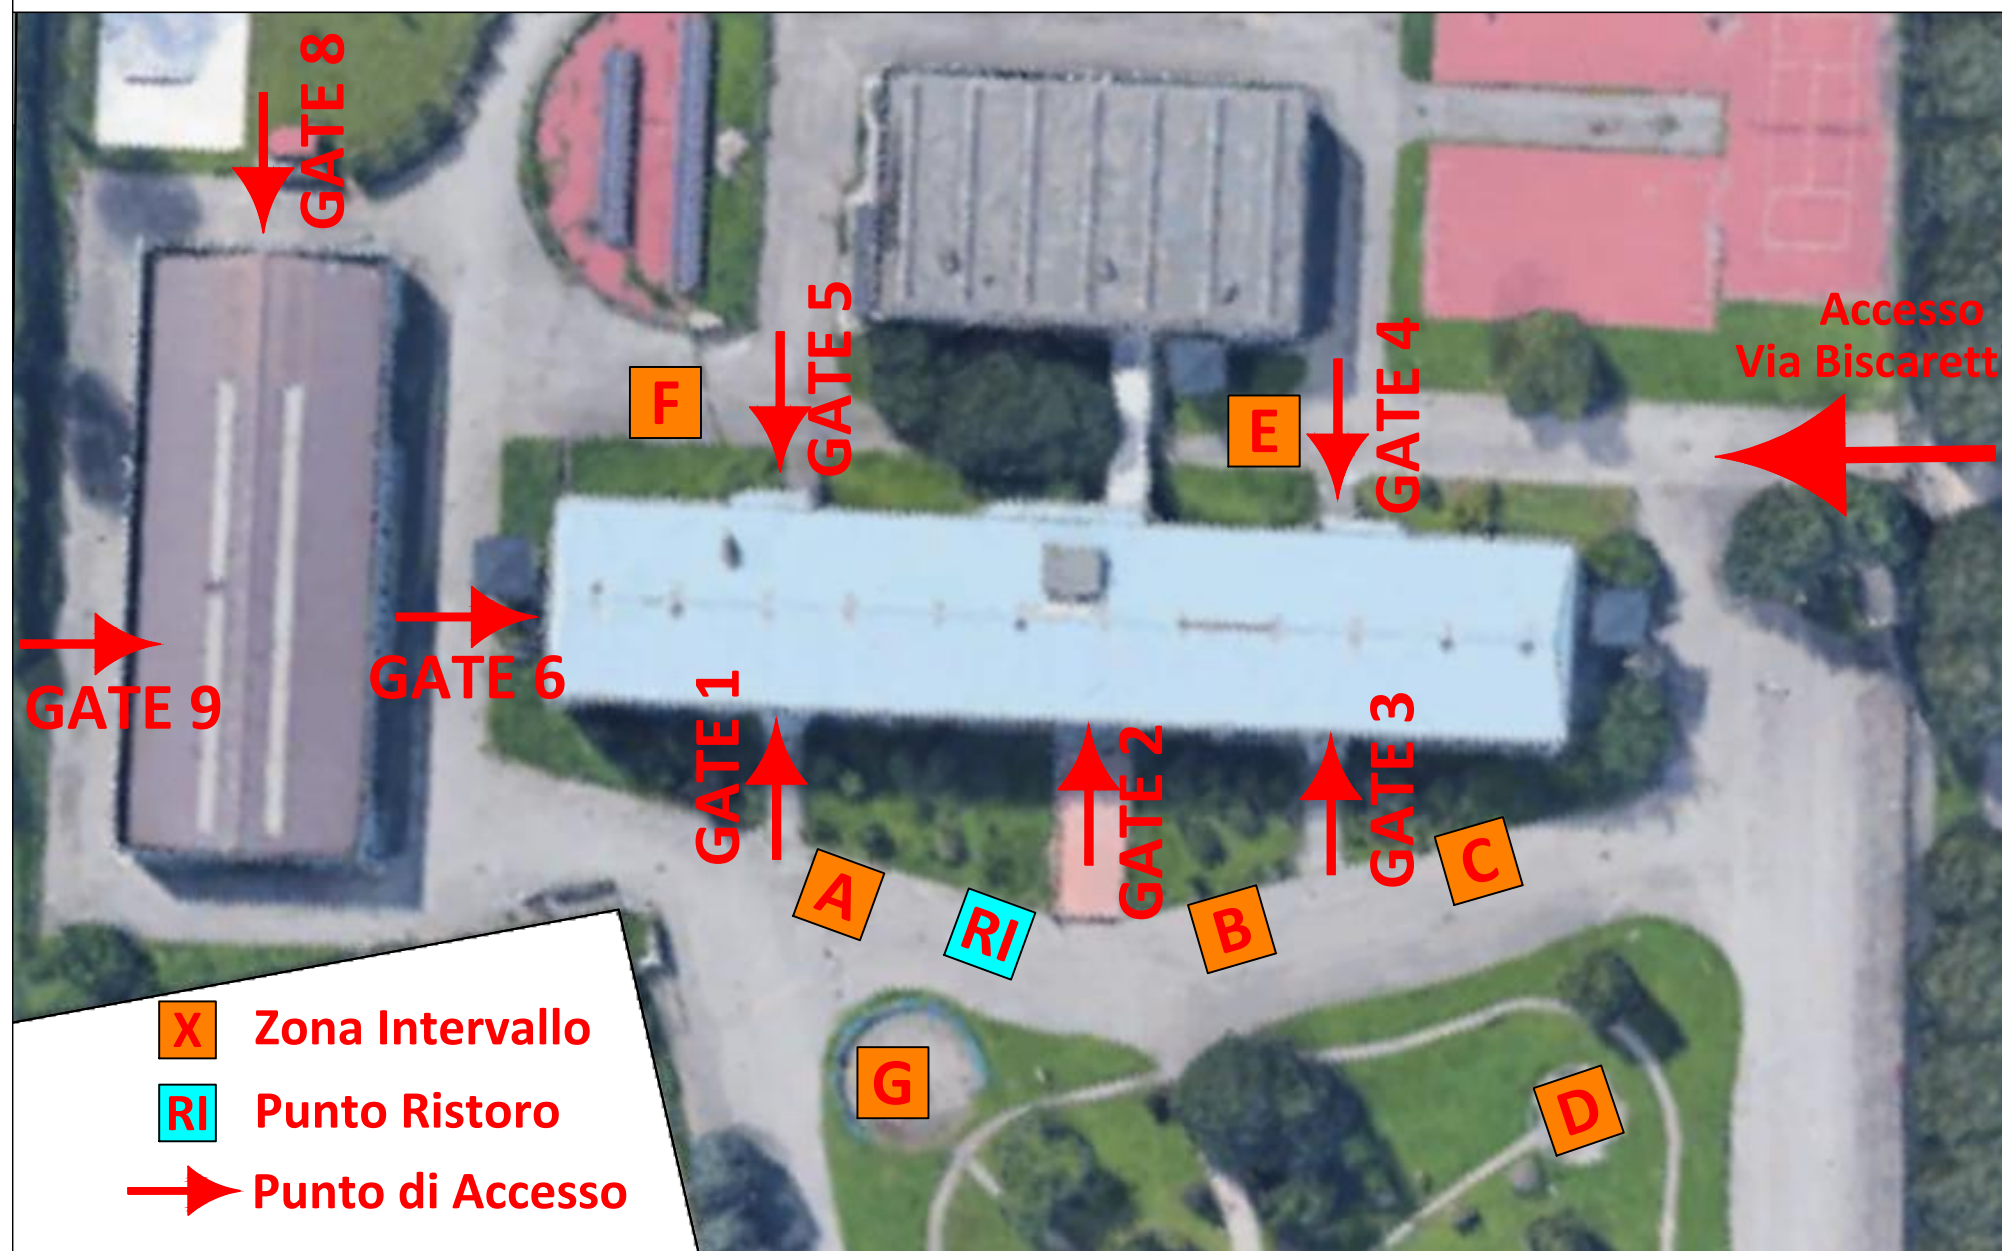 GATE 8
GATE 5
GATE 4
Accesso
Via Biscarett
F
E
GATE 9
GATE 6
GATE 1
GATE 2
GATE 3
A
RI
B
C
G
D
X Zona Intervallo
RI Punto Ristoro
Punto di Accesso